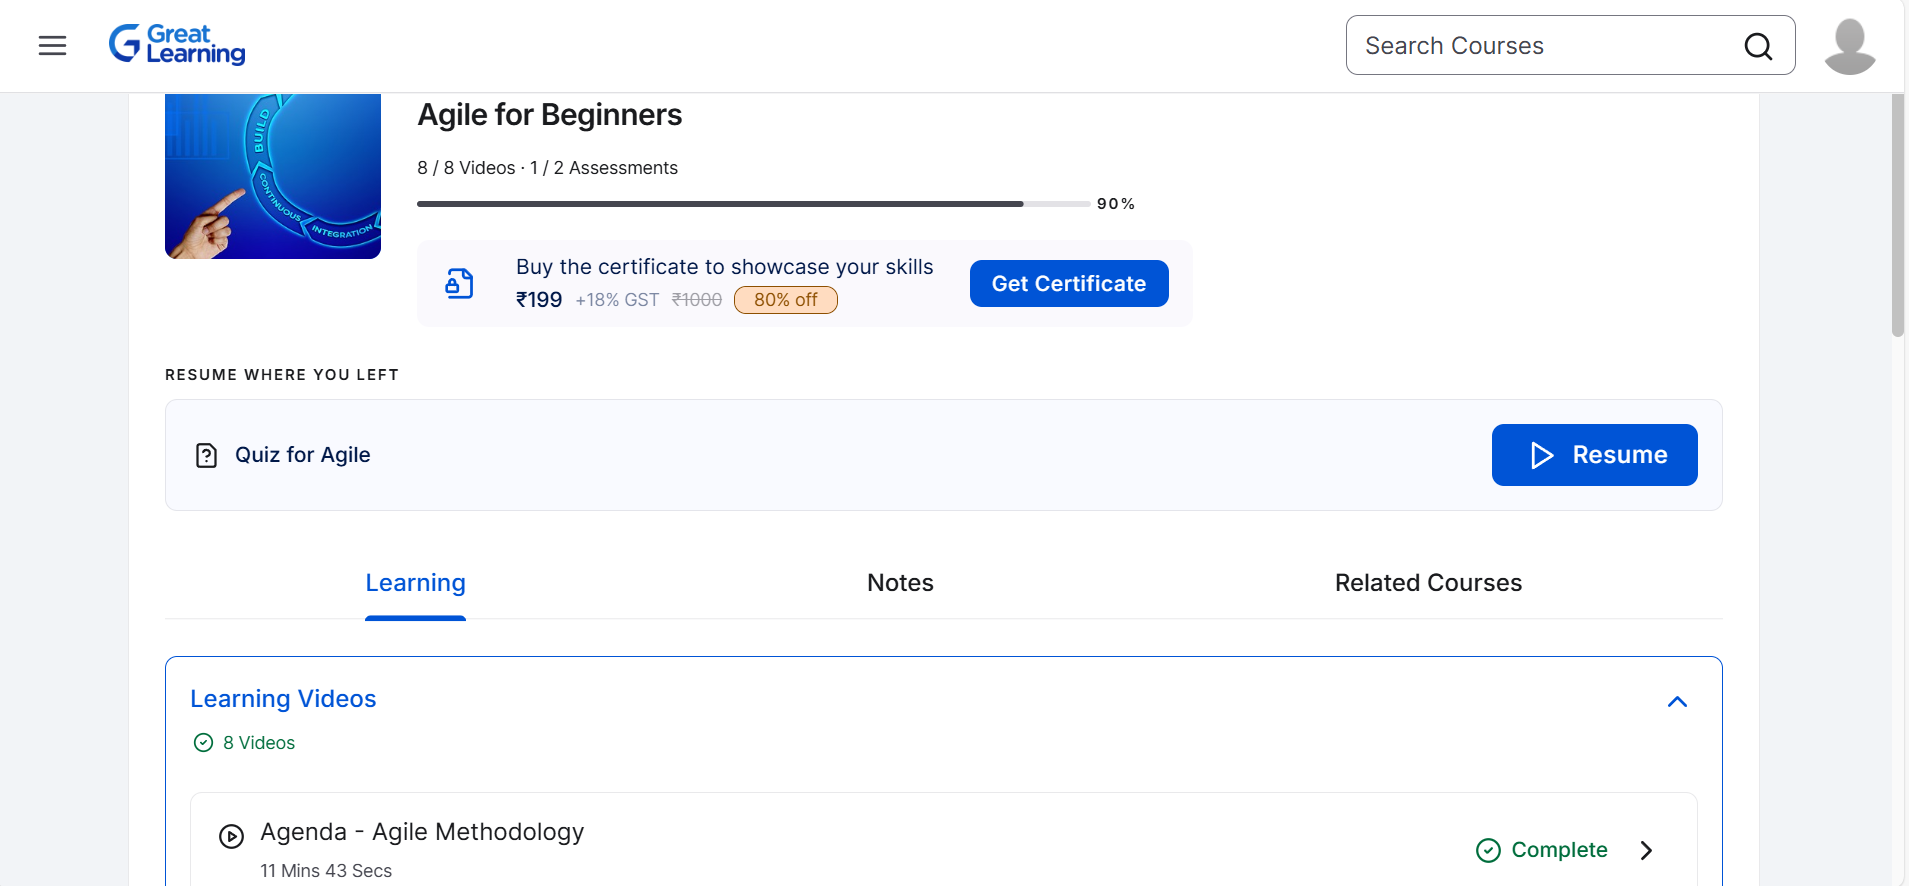 Great
Learning
Search Courses
BUILD
CONTINUOUS
INTEGRATION
Agile for Beginners
8 / 8 Videos · 1 / 2 Assessments
90%
Buy the certificate to showcase your skills
₹199 +18% GST ₹1000 80% off
Get Certificate
RESUME WHERE YOU LEFT
Quiz for Agile
Resume
Learning
Notes
Related Courses
Learning Videos
8 Videos
Agenda - Agile Methodology
11 Mins 43 Secs
Complete